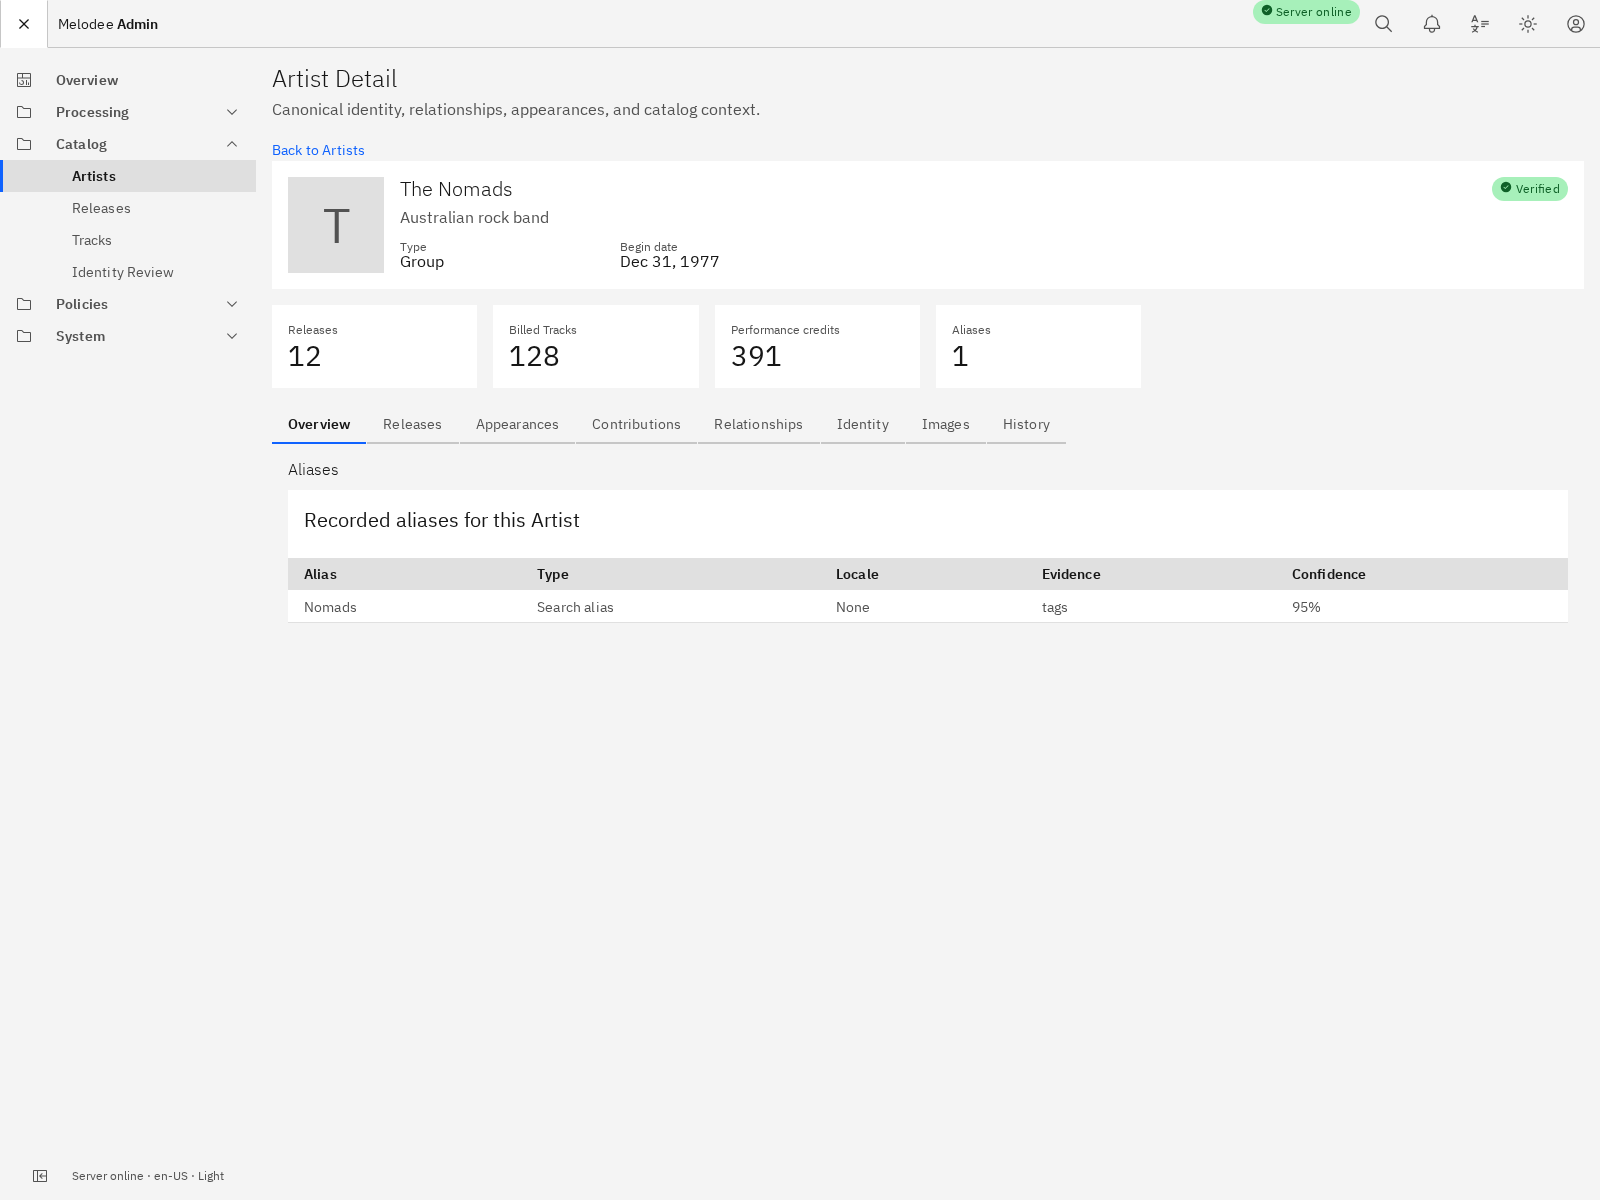 Melodee Admin
Server online
Overview
Processing
Catalog
Artists
Releases
Tracks
Identity Review
Policies
System
Artist Detail
Canonical identity, relationships, appearances, and catalog context.
Back to Artists
T
The Nomads
Verified
Australian rock band
Type
Group
Begin date
Dec 31, 1977
Releases
12
Billed Tracks
128
Performance credits
391
Aliases
1
Overview Releases Appearances Contributions Relationships Identity Images History
Aliases
Recorded aliases for this Artist
Alias Type Locale Evidence Confidence
Nomads Search alias None tags 95%
Server online · en-US · Light